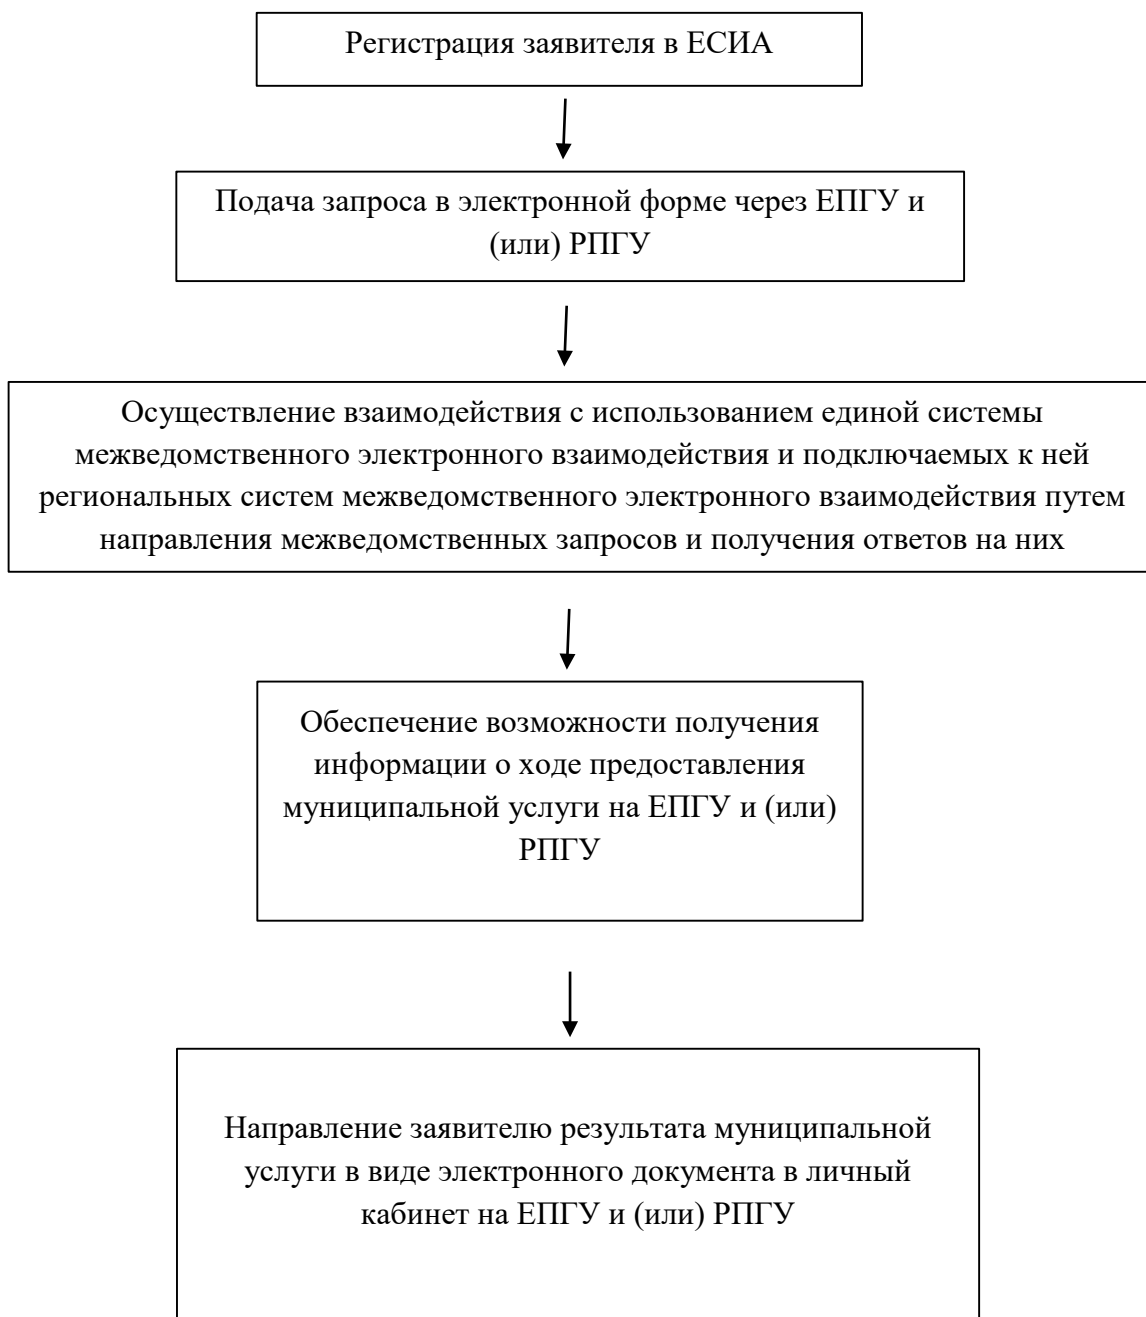 Регистрация заявителя в ЕСИА
Подача запроса в электронной форме через ЕПГУ и
(или) РПГУ
Осуществление взаимодействия с использованием единой системы
межведомственного электронного взаимодействия и подключаемых к ней
региональных систем межведомственного электронного взаимодействия путем
направления межведомственных запросов и получения ответов на них
Обеспечение возможности получения
информации о ходе предоставления
муниципальной услуги на ЕПГУ и (или)
РПГУ
Направление заявителю результата муниципальной
услуги в виде электронного документа в личный
кабинет на ЕПГУ и (или) РПГУ